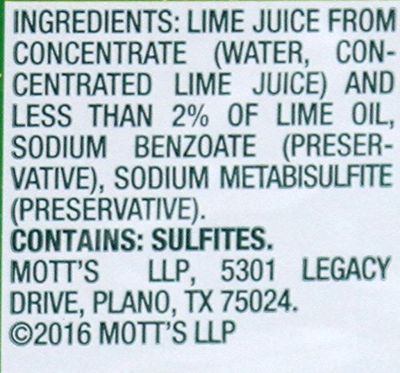 INGREDIENTS: LIME JUICE FROM
CONCENTRATE (WATER, CON-
CENTRATED LIME JUICE) AND
LESS THAN 2% OF LIME OIL,
SODIUM BENZOATE (PRESER-
VATIVE), SODIUM METABISULFITE
(PRESERVATIVE).
CONTAINS: SULFITES.
MOTT'S LLP, 5301 LEGACY
DRIVE, PLANO, TX 75024.
©2016 MOTT'S LLP